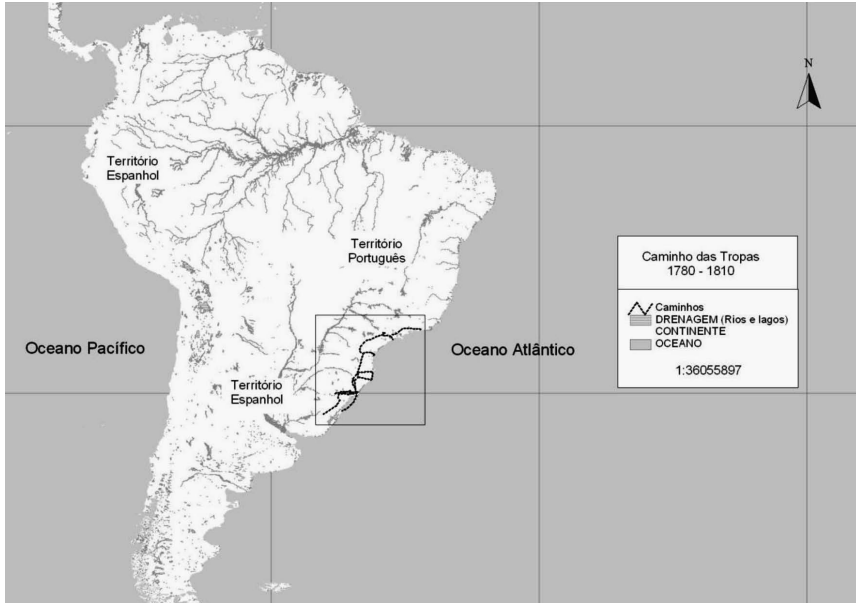 N
Território
Espanhol
Território
Português
Caminho das Tropas
1780 - 1810
Caminhos
DRENAGEM (Rios e lagos)
CONTINENTE
OCEANO
1:36055897
Oceano Pacífico
Oceano Atlântico
Território
Espanhol